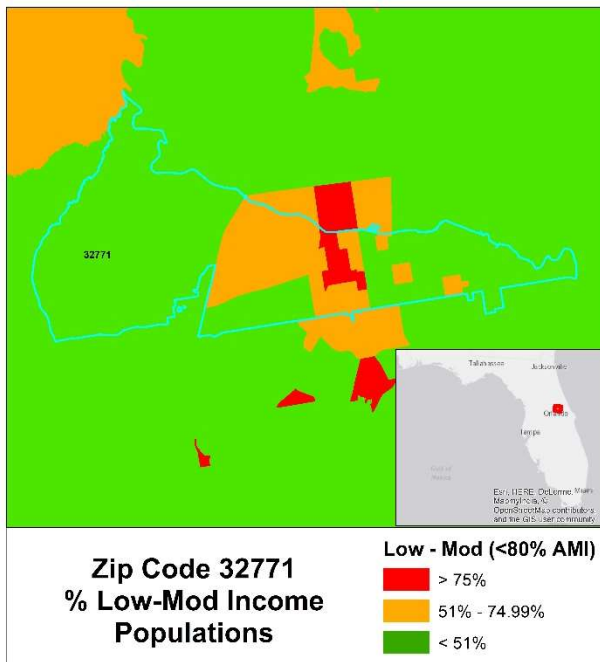 32771
Tallahassee
Jacksonville
Orlando
Tampa
Gulf of
Mexico
Miami
Esri, HERE, DeLorme,
MapmyIndia, ©
OpenStreetMap contributors,
and the GIS user community
Zip Code 32771
% Low-Mod Income
Populations
Low - Mod (<80% AMI)
> 75%
51% - 74.99%
< 51%